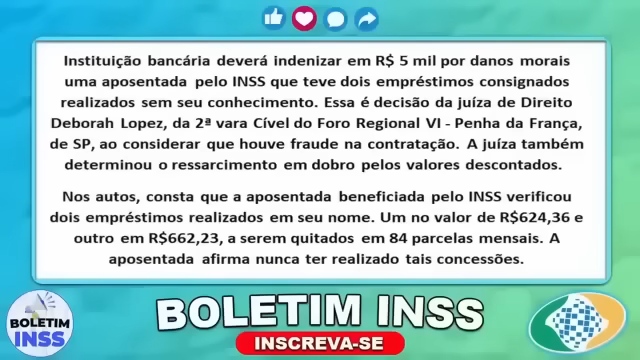 Instituição bancária deverá indenizar em R$ 5 mil por danos morais
uma aposentada pelo INSS que teve dois empréstimos consignados
realizados sem seu conhecimento. Essa é decisão da juíza de Direito
Deborah Lopez, da 2ª vara Cível do Foro Regional VI - Penha da França,
de SP, ao considerar que houve fraude na contratação. A juíza também
determinou o ressarcimento em dobro pelos valores descontados.
Nos autos, consta que a aposentada beneficiada pelo INSS verificou
dois empréstimos realizados em seu nome. Um no valor de R$624,36 e
outro em R$662,23, a serem quitados em 84 parcelas mensais. A
aposentada afirma nunca ter realizado tais concessões.
BOLETIM
INSS
BOLETIM INSS
INSCREVA-SE